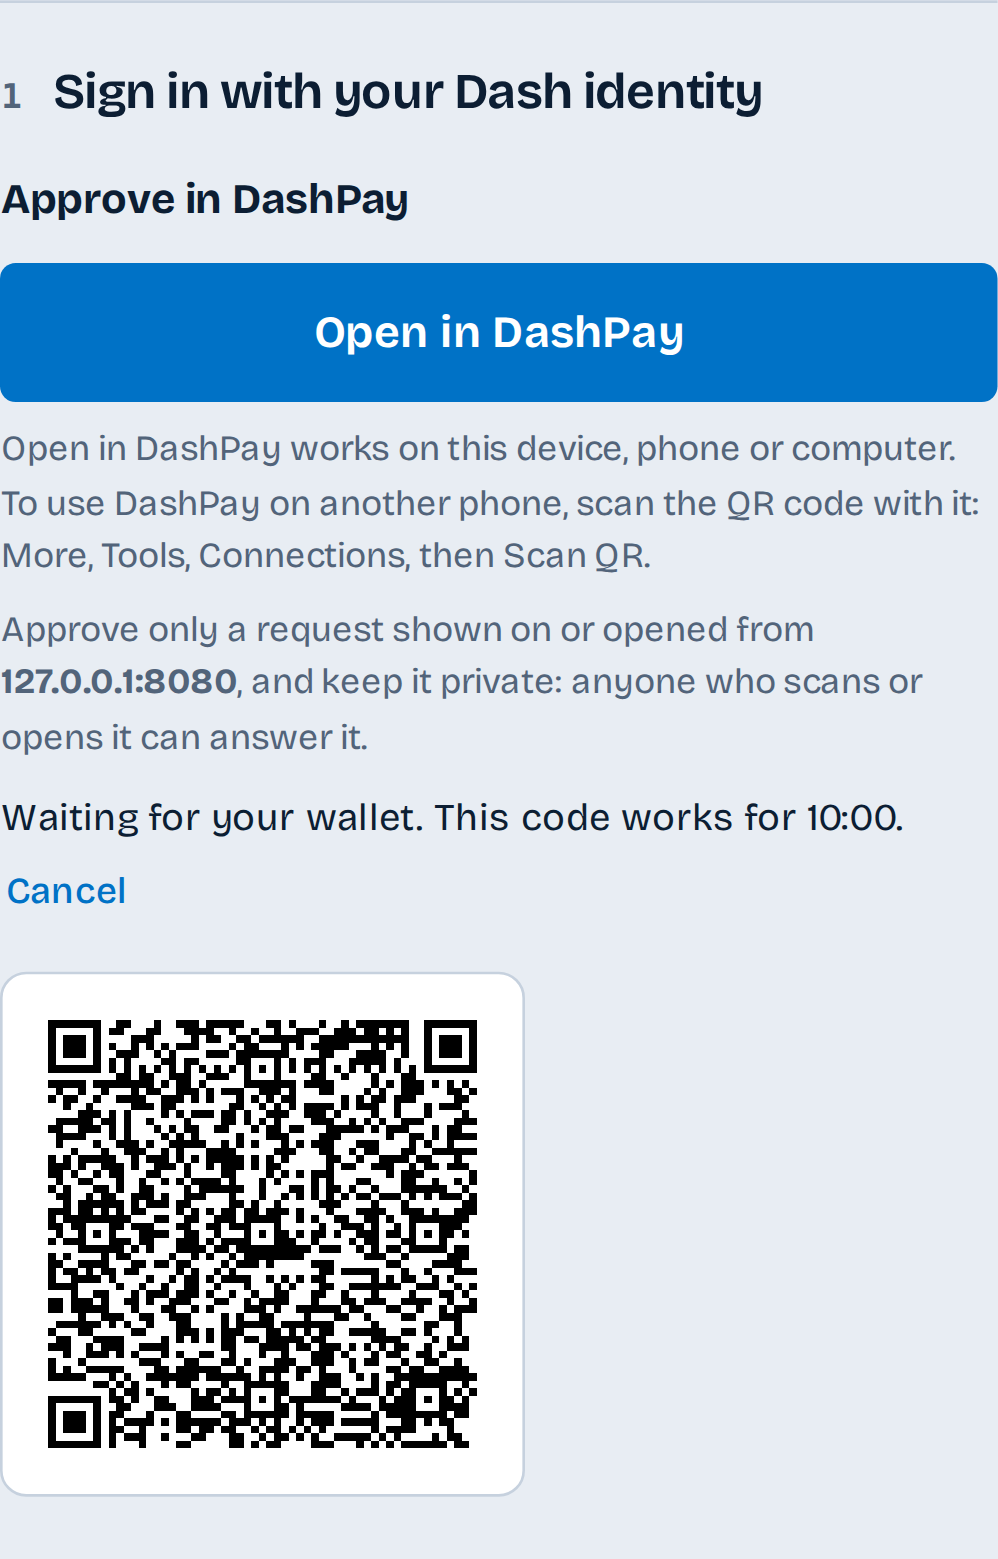 1 Sign in with your Dash identity
Approve in DashPay
Open in DashPay
Open in DashPay works on this device, phone or computer.
To use DashPay on another phone, scan the QR code with it:
More, Tools, Connections, then Scan QR.
Approve only a request shown on or opened from
127.0.0.1:8080, and keep it private: anyone who scans or
opens it can answer it.
Waiting for your wallet. This code works for 10:00.
Cancel